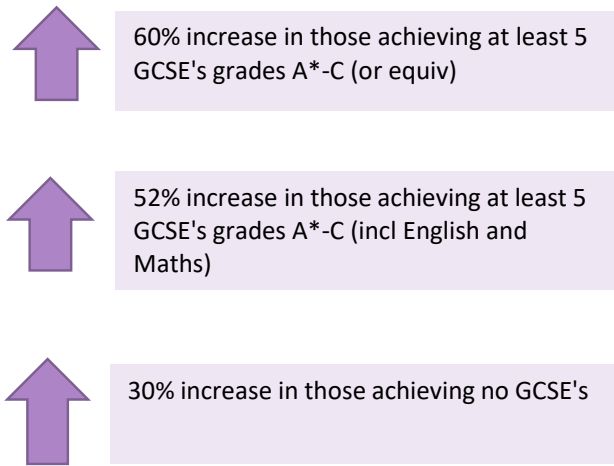 60% increase in those achieving at least 5
GCSE's grades A*-C (or equiv)
52% increase in those achieving at least 5
GCSE's grades A*-C (incl English and
Maths)
30% increase in those achieving no GCSE's